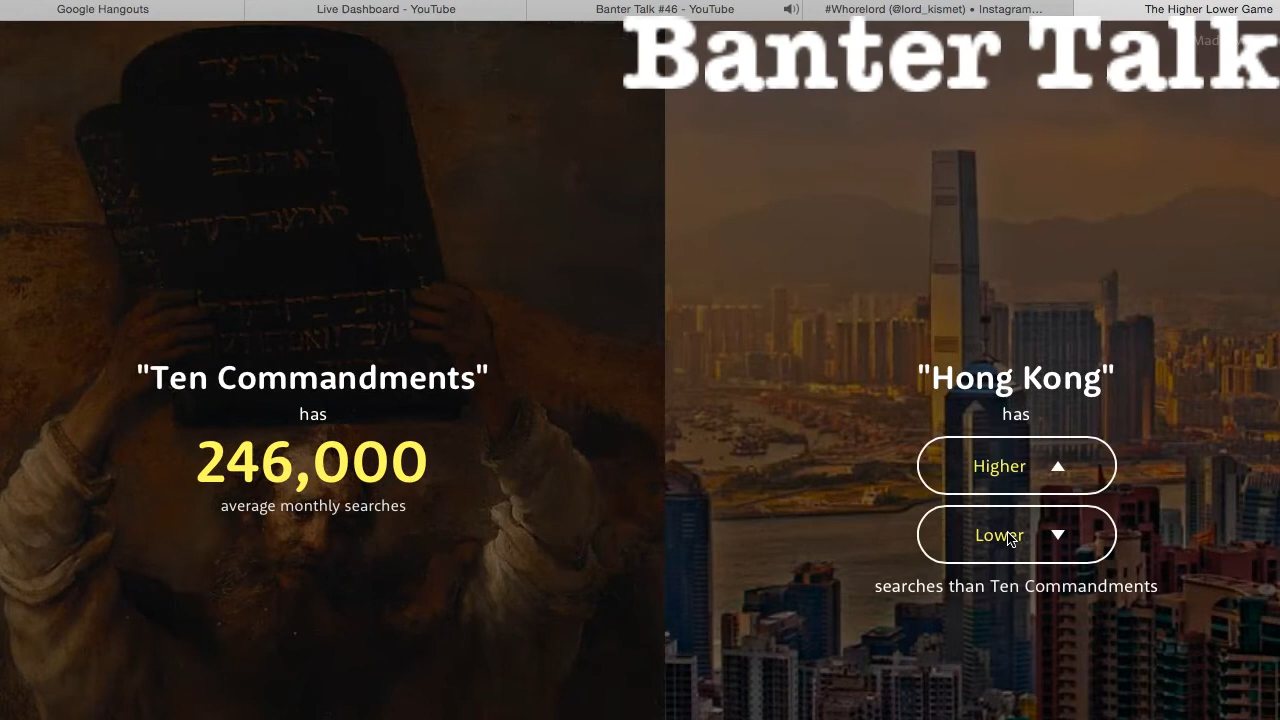 Google Hangouts
Live Dashboard - YouTube
Banter Talk #46 - YouTube
#Whorelord (@lord_kismet) • Instagram…
The Higher Lower Game
Banter Talk
"Ten Commandments"
has
246,000
average monthly searches
"Hong Kong"
has
Higher
Lower
searches than Ten Commandments